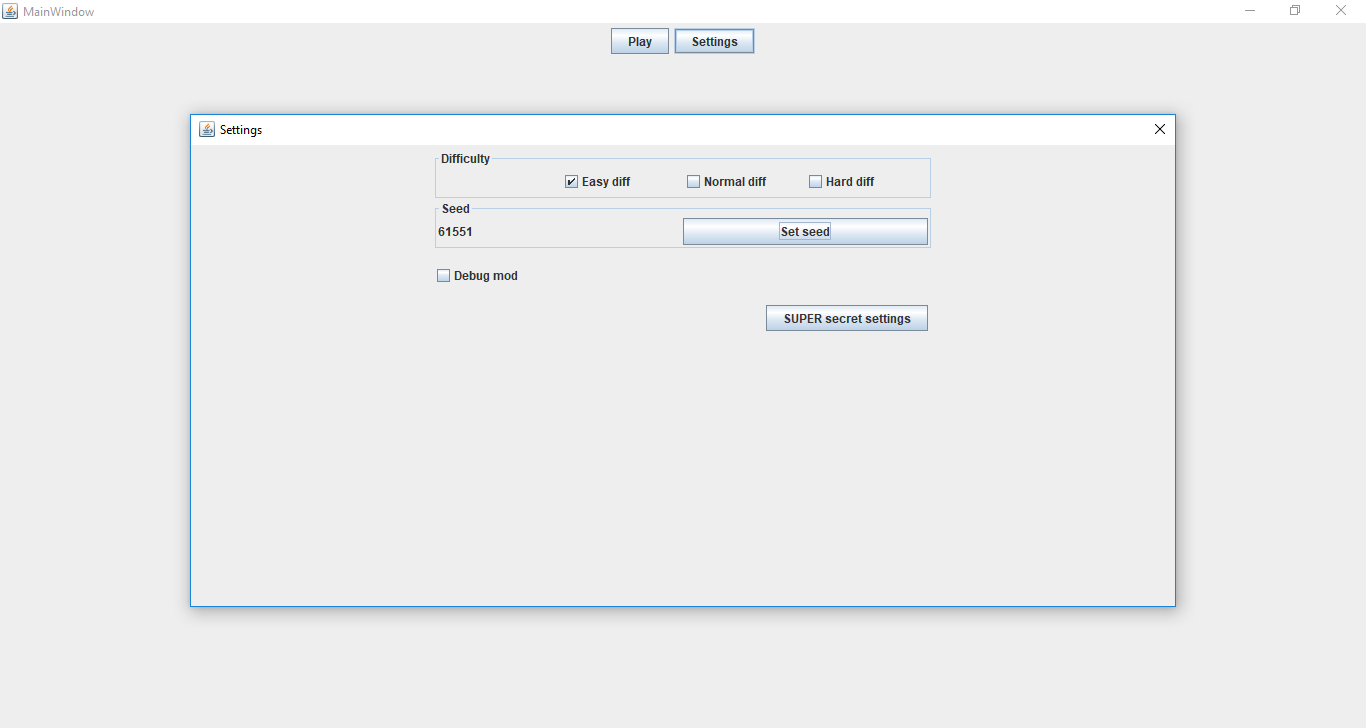 MainWindow
Play Settings
Settings
Difficulty
Easy diff Normal diff Hard diff
Seed
61551 Set seed
Debug mod
SUPER secret settings